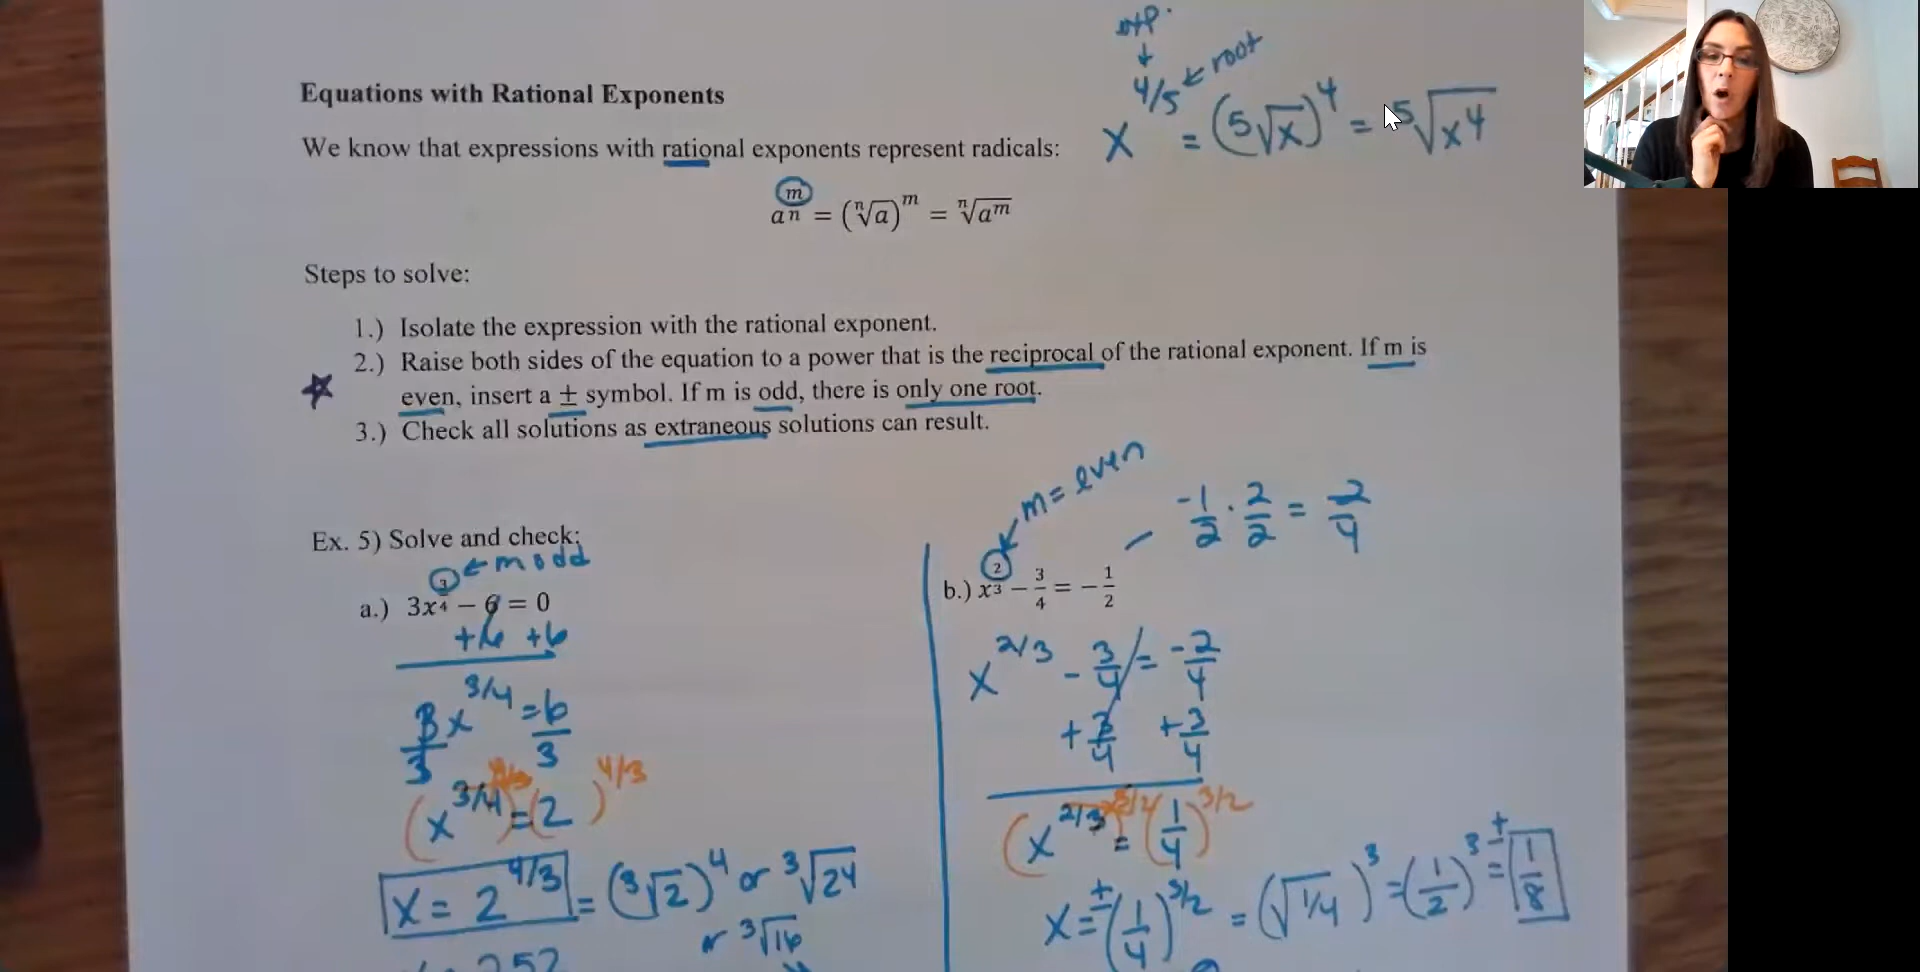 Equations with Rational Exponents
We know that expressions with rational exponents represent radicals:
a^(m/n) = (ⁿ√a)^m = ⁿ√(a^m)
exp.
↓
x^(4/5) ← root
= (⁵√x)^4 = ⁵√(x^4)
Steps to solve:
1.) Isolate the expression with the rational exponent.
2.) Raise both sides of the equation to a power that is the reciprocal of the rational exponent. If m is
even, insert a ± symbol. If m is odd, there is only one root.
3.) Check all solutions as extraneous solutions can result.
Ex. 5) Solve and check:
← m odd
a.) 3x^(3/4) − 6 = 0
+6 +6
3x^(3/4)/3 = 6/3
(x^(3/4))^(4/3) = (2)^(4/3)
x = 2^(4/3) = (³√2)^4 or ³√2^4
or ³√16
m = even
-1/2 · 2/2 = -2/4
b.) x^(2/3) − 3/4 = − 1/2
x^(2/3) - 3/4 = -2/4
+3/4 +3/4
(x^(2/3))^(3/2) = (1/4)^(3/2)
x = ±(1/4)^(3/2) = (√1/4)^3 = (1/2)^3 = ± 1/8